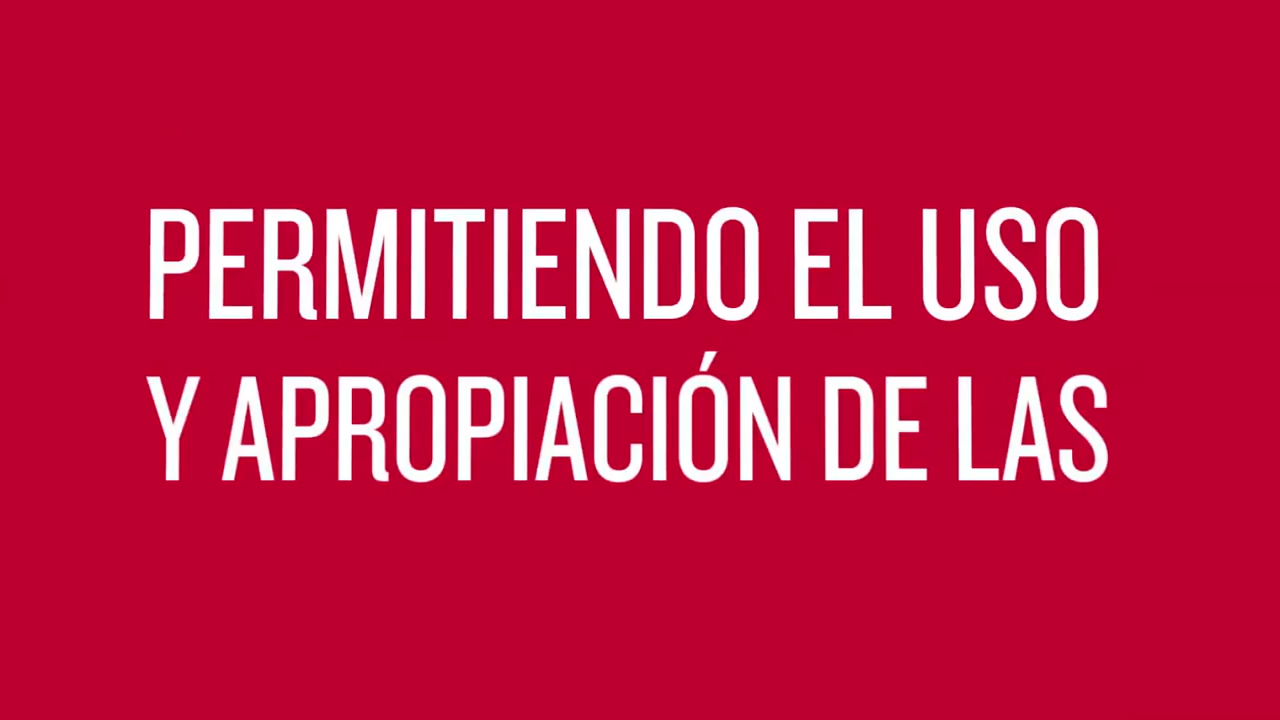 PERMITIENDO EL USO
Y APROPIACIÓN DE LAS